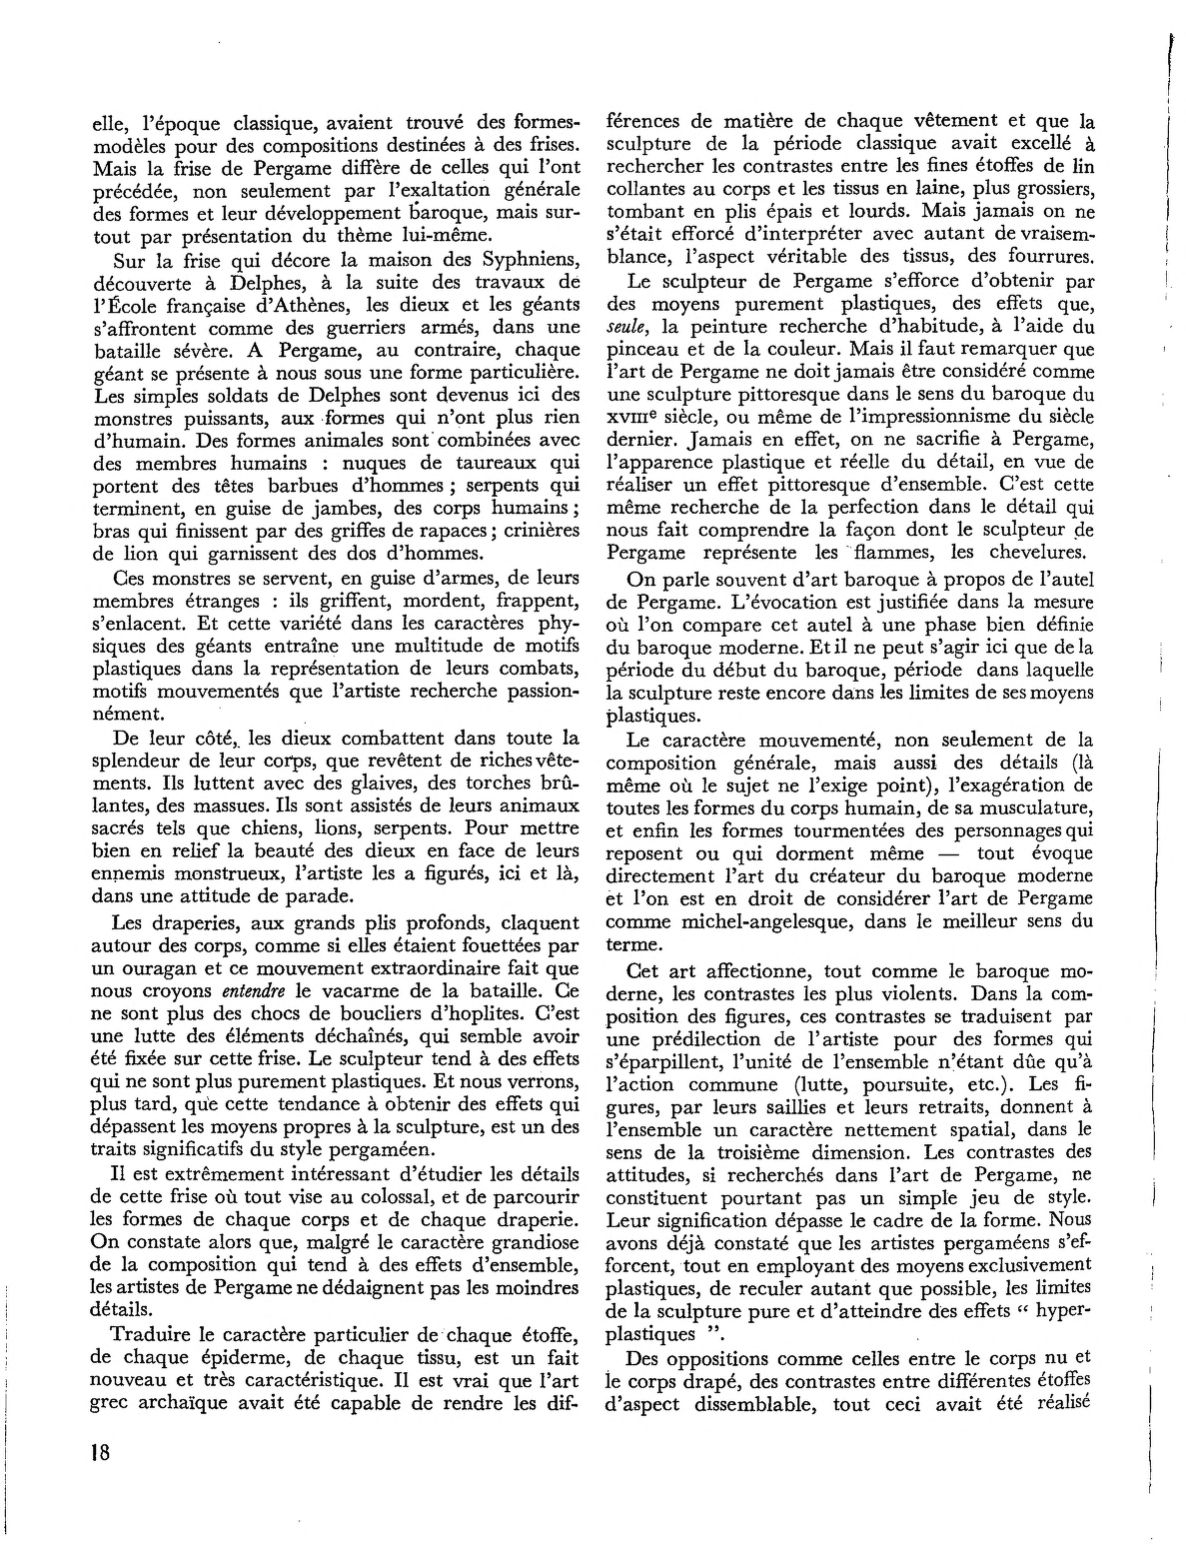 elle, l'époque classique, avaient trouvé des formes-
modèles pour des compositions destinées à des frises.
Mais la frise de Pergame diffère de celles qui l'ont
précédée, non seulement par l'exaltation générale
des formes et leur développement baroque, mais sur-
tout par présentation du thème lui-même.
Sur la frise qui décore la maison des Syphniens,
découverte à Delphes, à la suite des travaux de
l'École française d'Athènes, les dieux et les géants
s'affrontent comme des guerriers armés, dans une
bataille sévère. A Pergame, au contraire, chaque
géant se présente à nous sous une forme particulière.
Les simples soldats de Delphes sont devenus ici des
monstres puissants, aux formes qui n'ont plus rien
d'humain. Des formes animales sont combinées avec
des membres humains : nuques de taureaux qui
portent des têtes barbues d'hommes ; serpents qui
terminent, en guise de jambes, des corps humains ;
bras qui finissent par des griffes de rapaces ; crinières
de lion qui garnissent des dos d'hommes.
Ces monstres se servent, en guise d'armes, de leurs
membres étranges : ils griffent, mordent, frappent,
s'enlacent. Et cette variété dans les caractères phy-
siques des géants entraîne une multitude de motifs
plastiques dans la représentation de leurs combats,
motifs mouvementés que l'artiste recherche passion-
nément.
De leur côté, les dieux combattent dans toute la
splendeur de leur corps, que revêtent de riches vête-
ments. Ils luttent avec des glaives, des torches brû-
lantes, des massues. Ils sont assistés de leurs animaux
sacrés tels que chiens, lions, serpents. Pour mettre
bien en relief la beauté des dieux en face de leurs
ennemis monstrueux, l'artiste les a figurés, ici et là,
dans une attitude de parade.
Les draperies, aux grands plis profonds, claquent
autour des corps, comme si elles étaient fouettées par
un ouragan et ce mouvement extraordinaire fait que
nous croyons entendre le vacarme de la bataille. Ce
ne sont plus des chocs de boucliers d'hoplites. C'est
une lutte des éléments déchaînés, qui semble avoir
été fixée sur cette frise. Le sculpteur tend à des effets
qui ne sont plus purement plastiques. Et nous verrons,
plus tard, que cette tendance à obtenir des effets qui
dépassent les moyens propres à la sculpture, est un des
traits significatifs du style pergaméen.
Il est extrêmement intéressant d'étudier les détails
de cette frise où tout vise au colossal, et de parcourir
les formes de chaque corps et de chaque draperie.
On constate alors que, malgré le caractère grandiose
de la composition qui tend à des effets d'ensemble,
les artistes de Pergame ne dédaignent pas les moindres
détails.
Traduire le caractère particulier de chaque étoffe,
de chaque épiderme, de chaque tissu, est un fait
nouveau et très caractéristique. Il est vrai que l'art
grec archaïque avait été capable de rendre les dif-
férences de matière de chaque vêtement et que la
sculpture de la période classique avait excellé à
rechercher les contrastes entre les fines étoffes de lin
collantes au corps et les tissus en laine, plus grossiers,
tombant en plis épais et lourds. Mais jamais on ne
s'était efforcé d'interpréter avec autant de vraisem-
blance, l'aspect véritable des tissus, des fourrures.
Le sculpteur de Pergame s'efforce d'obtenir par
des moyens purement plastiques, des effets que,
seule, la peinture recherche d'habitude, à l'aide du
pinceau et de la couleur. Mais il faut remarquer que
l'art de Pergame ne doit jamais être considéré comme
une sculpture pittoresque dans le sens du baroque du
XVIIIe siècle, ou même de l'impressionnisme du siècle
dernier. Jamais en effet, on ne sacrifie à Pergame,
l'apparence plastique et réelle du détail, en vue de
réaliser un effet pittoresque d'ensemble. C'est cette
même recherche de la perfection dans le détail qui
nous fait comprendre la façon dont le sculpteur de
Pergame représente les flammes, les chevelures.
On parle souvent d'art baroque à propos de l'autel
de Pergame. L'évocation est justifiée dans la mesure
où l'on compare cet autel à une phase bien définie
du baroque moderne. Et il ne peut s'agir ici que de la
période du début du baroque, période dans laquelle
la sculpture reste encore dans les limites de ses moyens
plastiques.
Le caractère mouvementé, non seulement de la
composition générale, mais aussi des détails (là
même où le sujet ne l'exige point), l'exagération de
toutes les formes du corps humain, de sa musculature,
et enfin les formes tourmentées des personnages qui
reposent ou qui dorment même — tout évoque
directement l'art du créateur du baroque moderne
et l'on est en droit de considérer l'art de Pergame
comme michel-angelesque, dans le meilleur sens du
terme.
Cet art affectionne, tout comme le baroque mo-
derne, les contrastes les plus violents. Dans la com-
position des figures, ces contrastes se traduisent par
une prédilection de l'artiste pour des formes qui
s'éparpillent, l'unité de l'ensemble n'étant dûe qu'à
l'action commune (lutte, poursuite, etc.). Les fi-
gures, par leurs saillies et leurs retraits, donnent à
l'ensemble un caractère nettement spatial, dans le
sens de la troisième dimension. Les contrastes des
attitudes, si recherchés dans l'art de Pergame, ne
constituent pourtant pas un simple jeu de style.
Leur signification dépasse le cadre de la forme. Nous
avons déjà constaté que les artistes pergaméens s'ef-
forcent, tout en employant des moyens exclusivement
plastiques, de reculer autant que possible, les limites
de la sculpture pure et d'atteindre des effets “ hyper-
plastiques ”.
Des oppositions comme celles entre le corps nu et
le corps drapé, des contrastes entre différentes étoffes
d'aspect dissemblable, tout ceci avait été réalisé
18